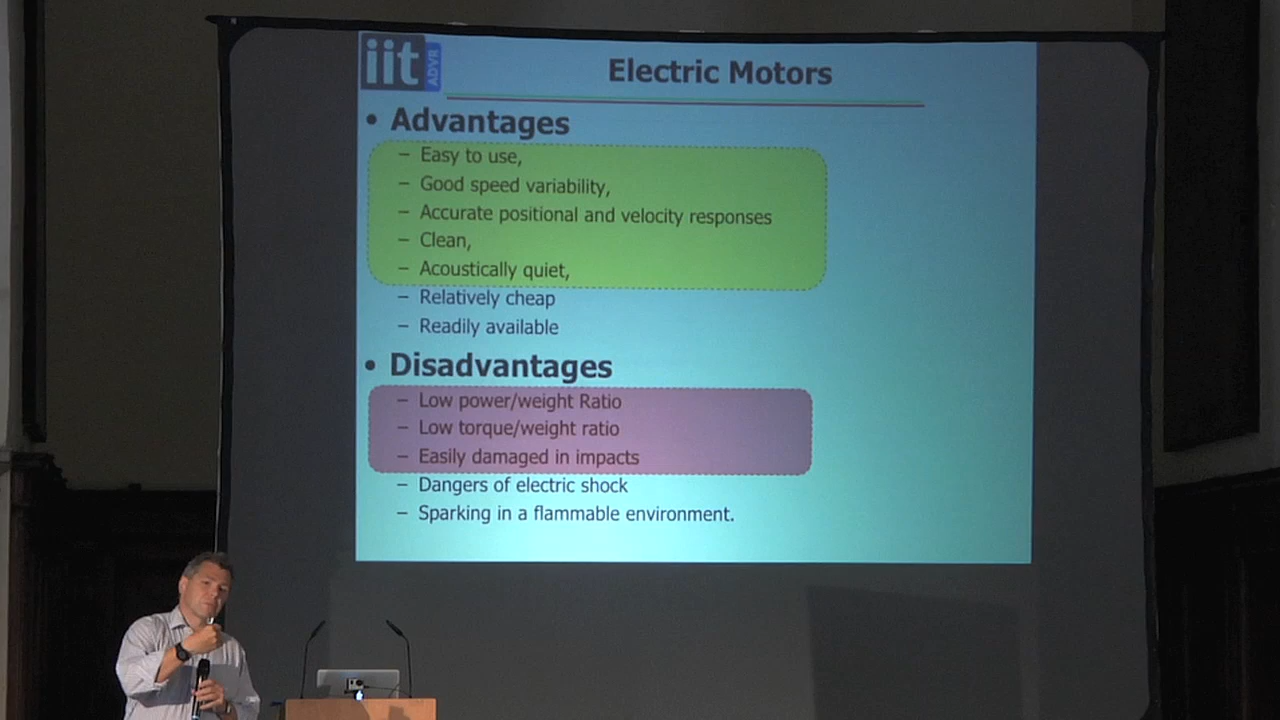 iit
ADVR
Electric Motors
• Advantages
– Easy to use,
– Good speed variability,
– Accurate positional and velocity responses
– Clean,
– Acoustically quiet,
– Relatively cheap
– Readily available
• Disadvantages
– Low power/weight Ratio
– Low torque/weight ratio
– Easily damaged in impacts
– Dangers of electric shock
– Sparking in a flammable environment.